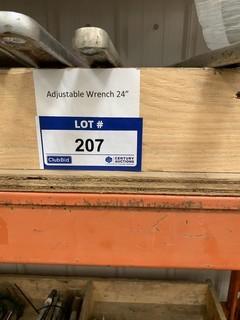 Adjustable Wrench 24”
LOT #
207
ClubBid
CENTURY
AUCTIONS